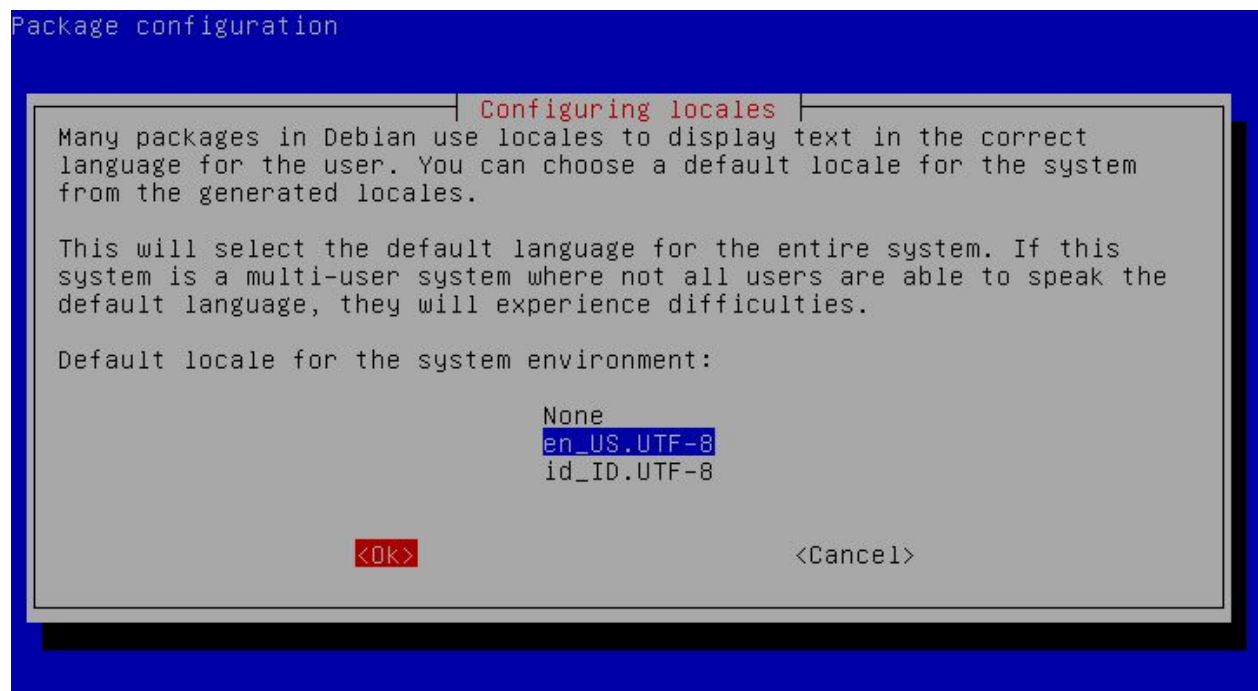 Package configuration
Configuring locales
Many packages in Debian use locales to display text in the correct
language for the user. You can choose a default locale for the system
from the generated locales.
This will select the default language for the entire system. If this
system is a multi-user system where not all users are able to speak the
default language, they will experience difficulties.
Default locale for the system environment:
None
en_US.UTF-8
id_ID.UTF-8
<Ok> <Cancel>